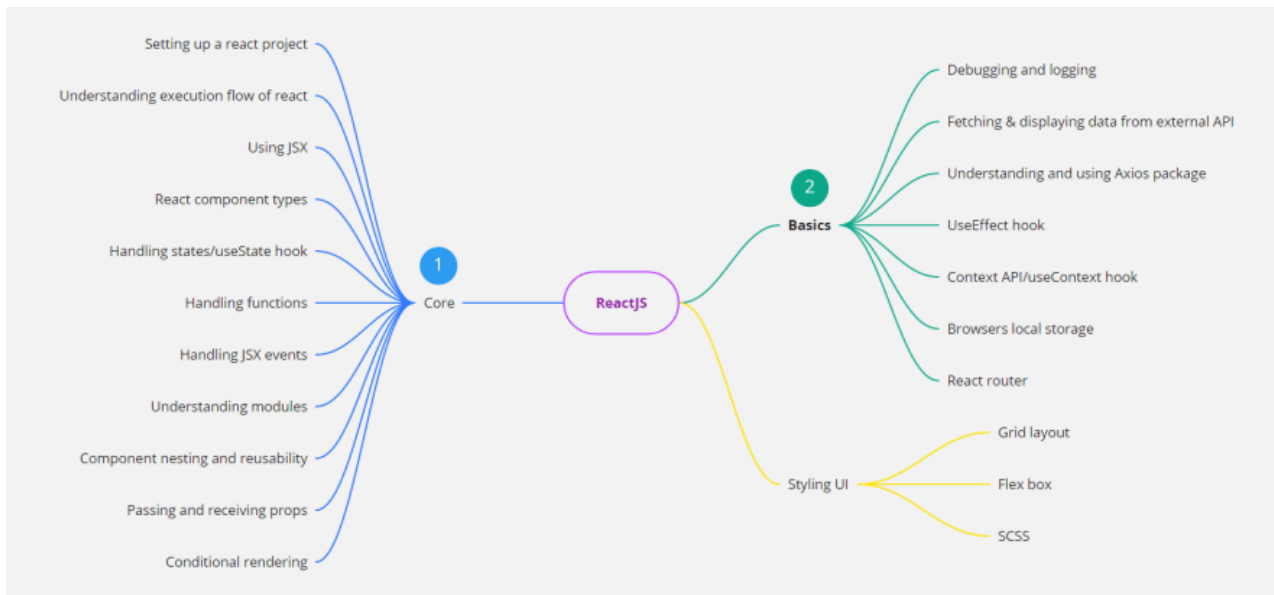 Setting up a react project
Understanding execution flow of react
Using JSX
React component types
Handling states/useState hook
Handling functions
Handling JSX events
Understanding modules
Component nesting and reusability
Passing and receiving props
Conditional rendering
1
Core
ReactJS
2
Basics
Debugging and logging
Fetching & displaying data from external API
Understanding and using Axios package
UseEffect hook
Context API/useContext hook
Browsers local storage
React router
Styling UI
Grid layout
Flex box
SCSS